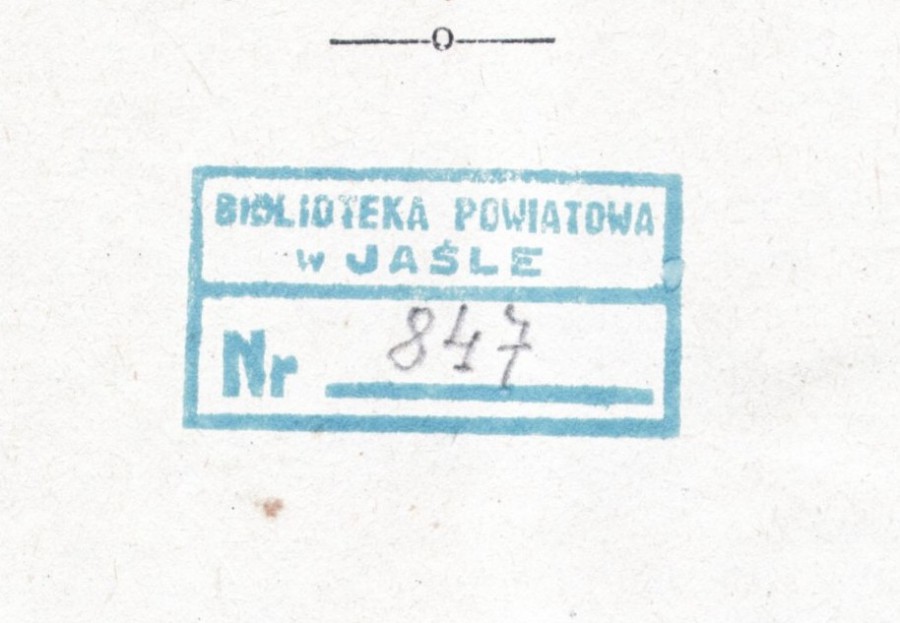 BIBLIOTEKA POWIATOWA
w JAŚLE
Nr 847